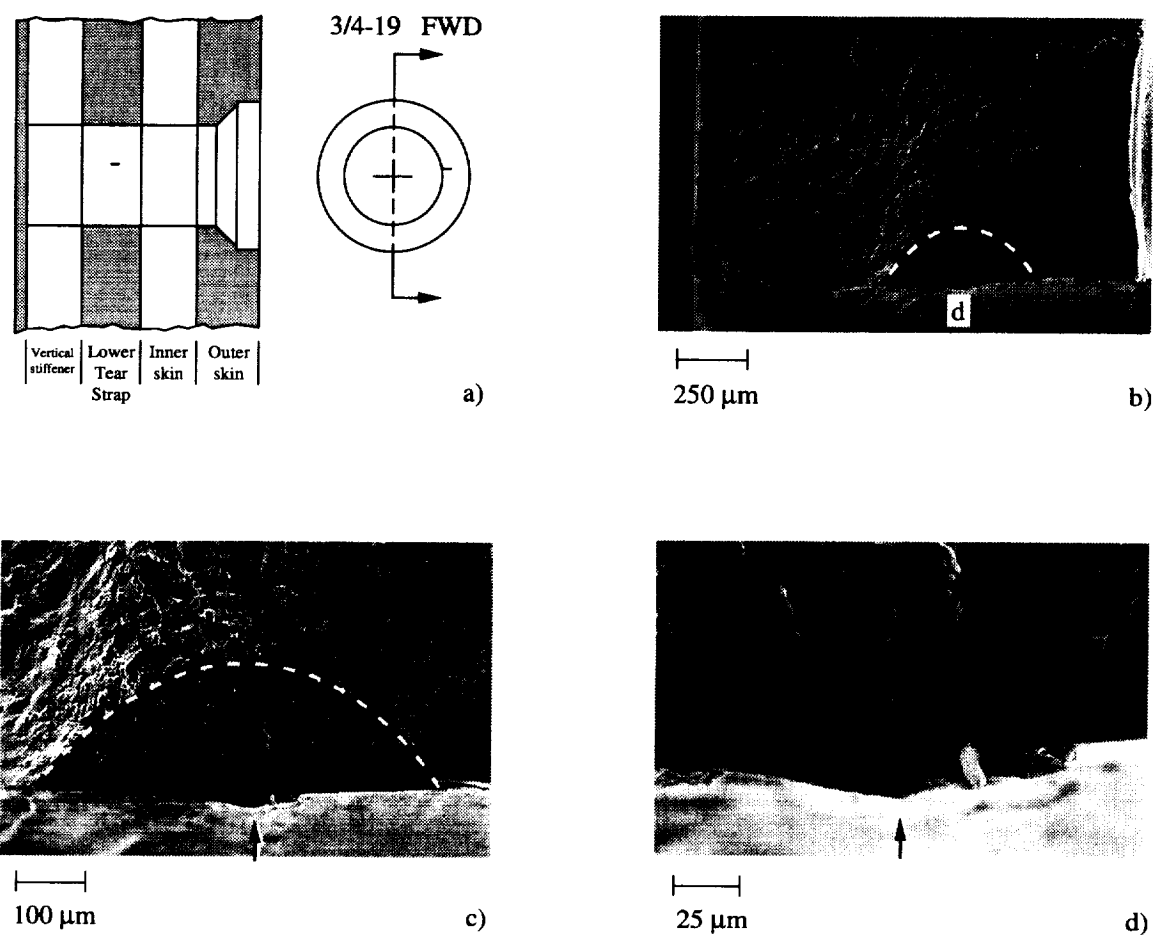 3/4-19 FWD
Vertical stiffener
Lower Tear Strap
Inner skin
Outer skin
a)
d
250 μm
b)
100 μm
c)
25 μm
d)